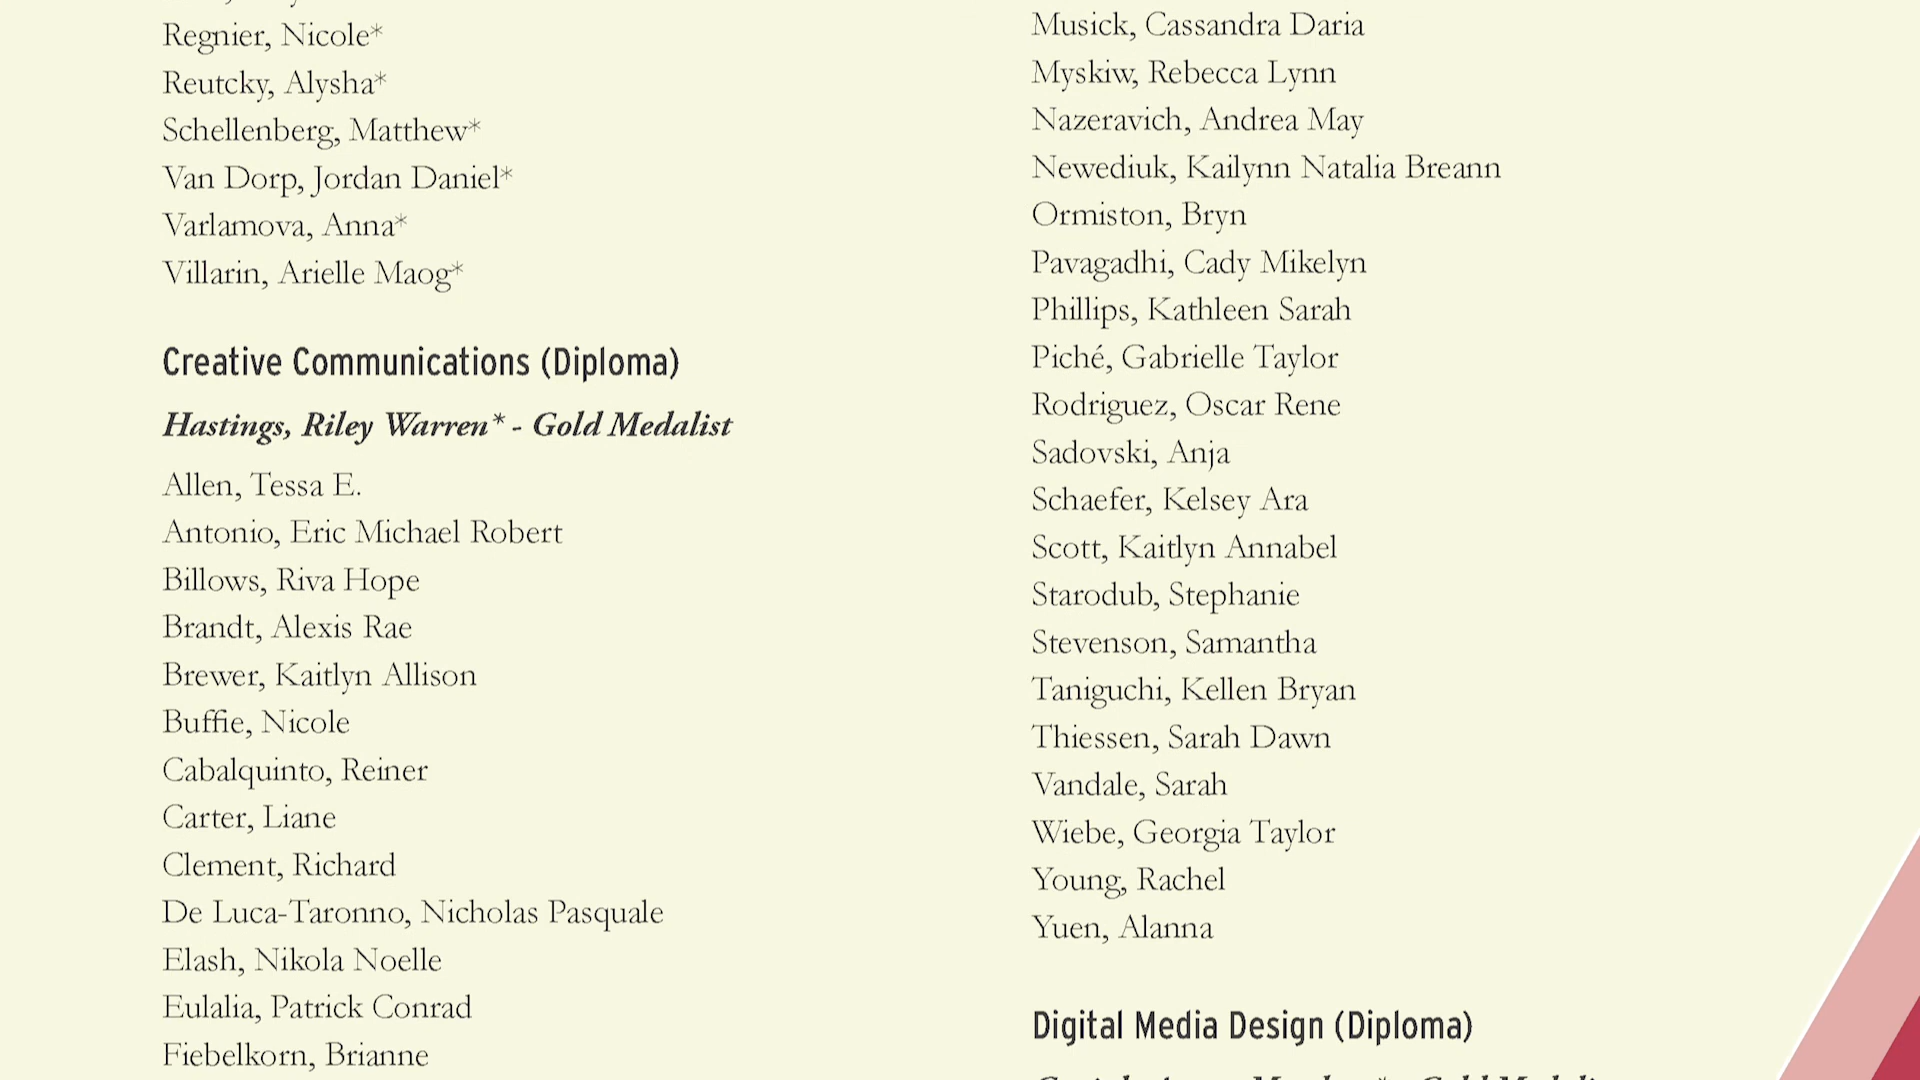 Regnier, Nicole*
Reutcky, Alysha*
Schellenberg, Matthew*
Van Dorp, Jordan Daniel*
Varlamova, Anna*
Villarin, Arielle Maog*
Creative Communications (Diploma)
Hastings, Riley Warren* - Gold Medalist
Allen, Tessa E.
Antonio, Eric Michael Robert
Billows, Riva Hope
Brandt, Alexis Rae
Brewer, Kaitlyn Allison
Buffie, Nicole
Cabalquinto, Reiner
Carter, Liane
Clement, Richard
De Luca-Taronno, Nicholas Pasquale
Elash, Nikola Noelle
Eulalia, Patrick Conrad
Fiebelkorn, Brianne
Musick, Cassandra Daria
Myskiw, Rebecca Lynn
Nazeravich, Andrea May
Newediuk, Kailynn Natalia Breann
Ormiston, Bryn
Pavagadhi, Cady Mikelyn
Phillips, Kathleen Sarah
Piché, Gabrielle Taylor
Rodriguez, Oscar Rene
Sadovski, Anja
Schaefer, Kelsey Ara
Scott, Kaitlyn Annabel
Starodub, Stephanie
Stevenson, Samantha
Taniguchi, Kellen Bryan
Thiessen, Sarah Dawn
Vandale, Sarah
Wiebe, Georgia Taylor
Young, Rachel
Yuen, Alanna
Digital Media Design (Diploma)